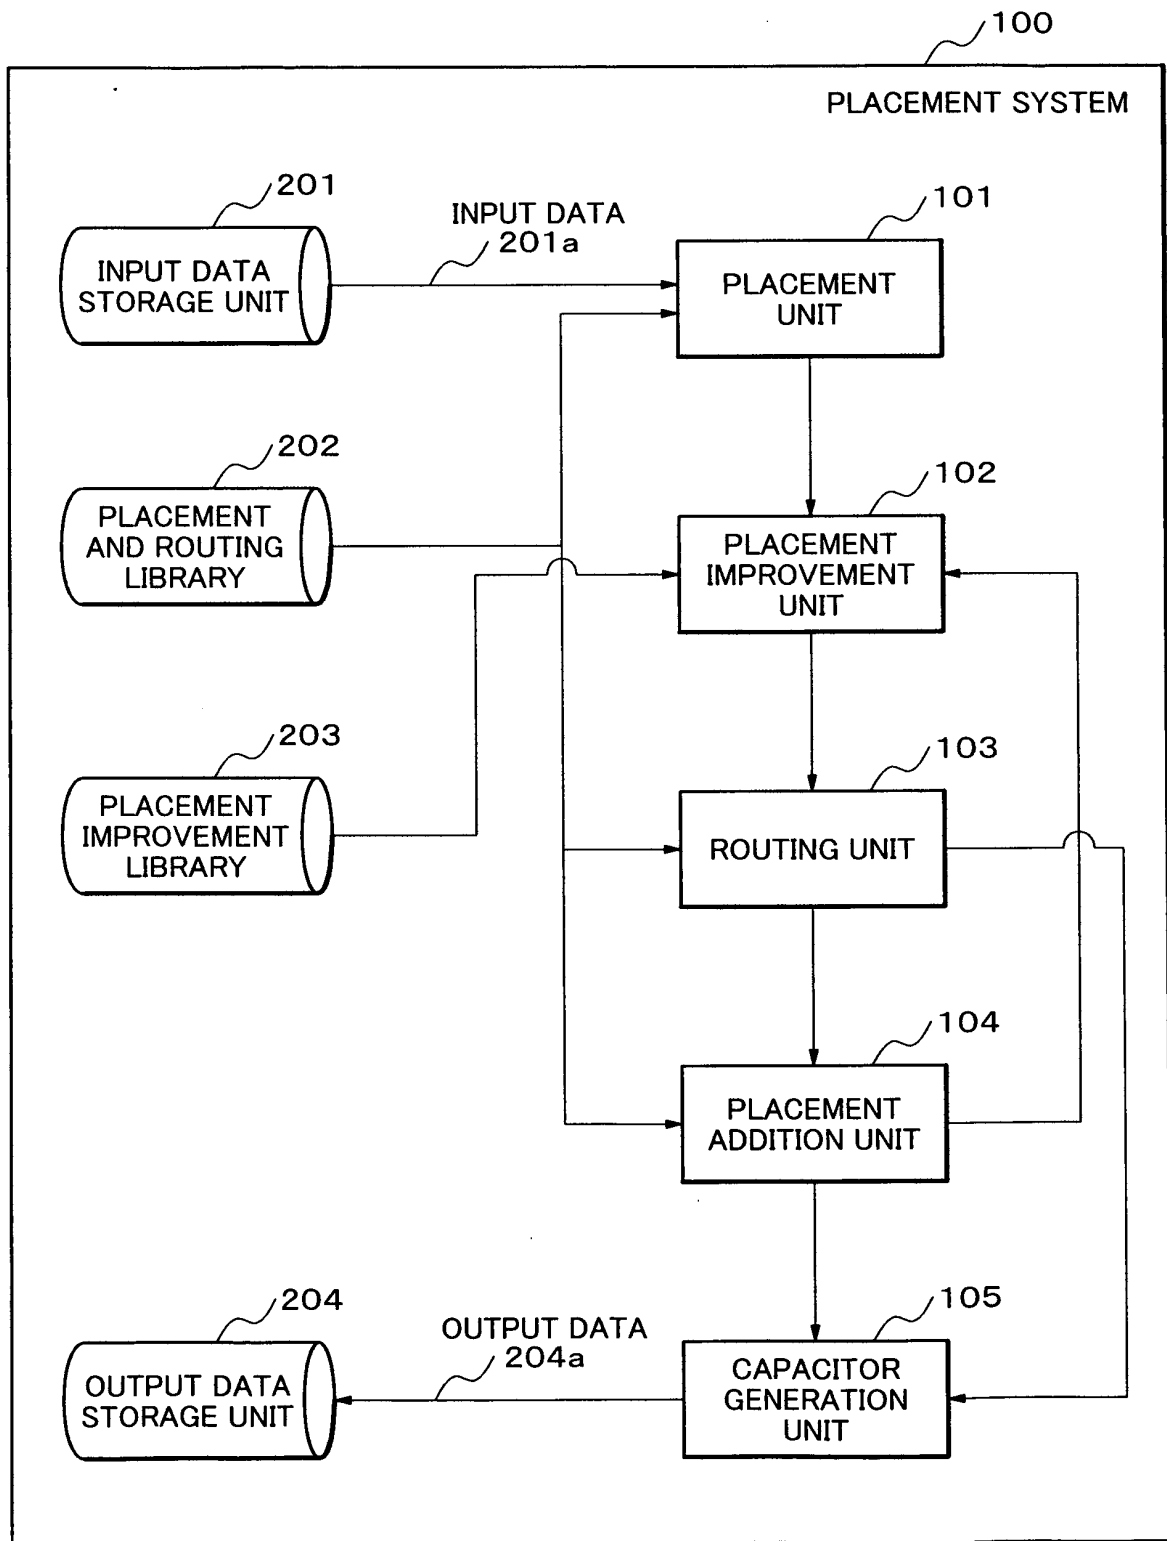 100
PLACEMENT SYSTEM
201
INPUT DATA
201a
101
INPUT DATA
STORAGE UNIT
PLACEMENT
UNIT
202
102
PLACEMENT
AND ROUTING
LIBRARY
PLACEMENT
IMPROVEMENT
UNIT
203
103
PLACEMENT
IMPROVEMENT
LIBRARY
ROUTING UNIT
104
PLACEMENT
ADDITION UNIT
204
OUTPUT DATA
204a
105
OUTPUT DATA
STORAGE UNIT
CAPACITOR
GENERATION
UNIT